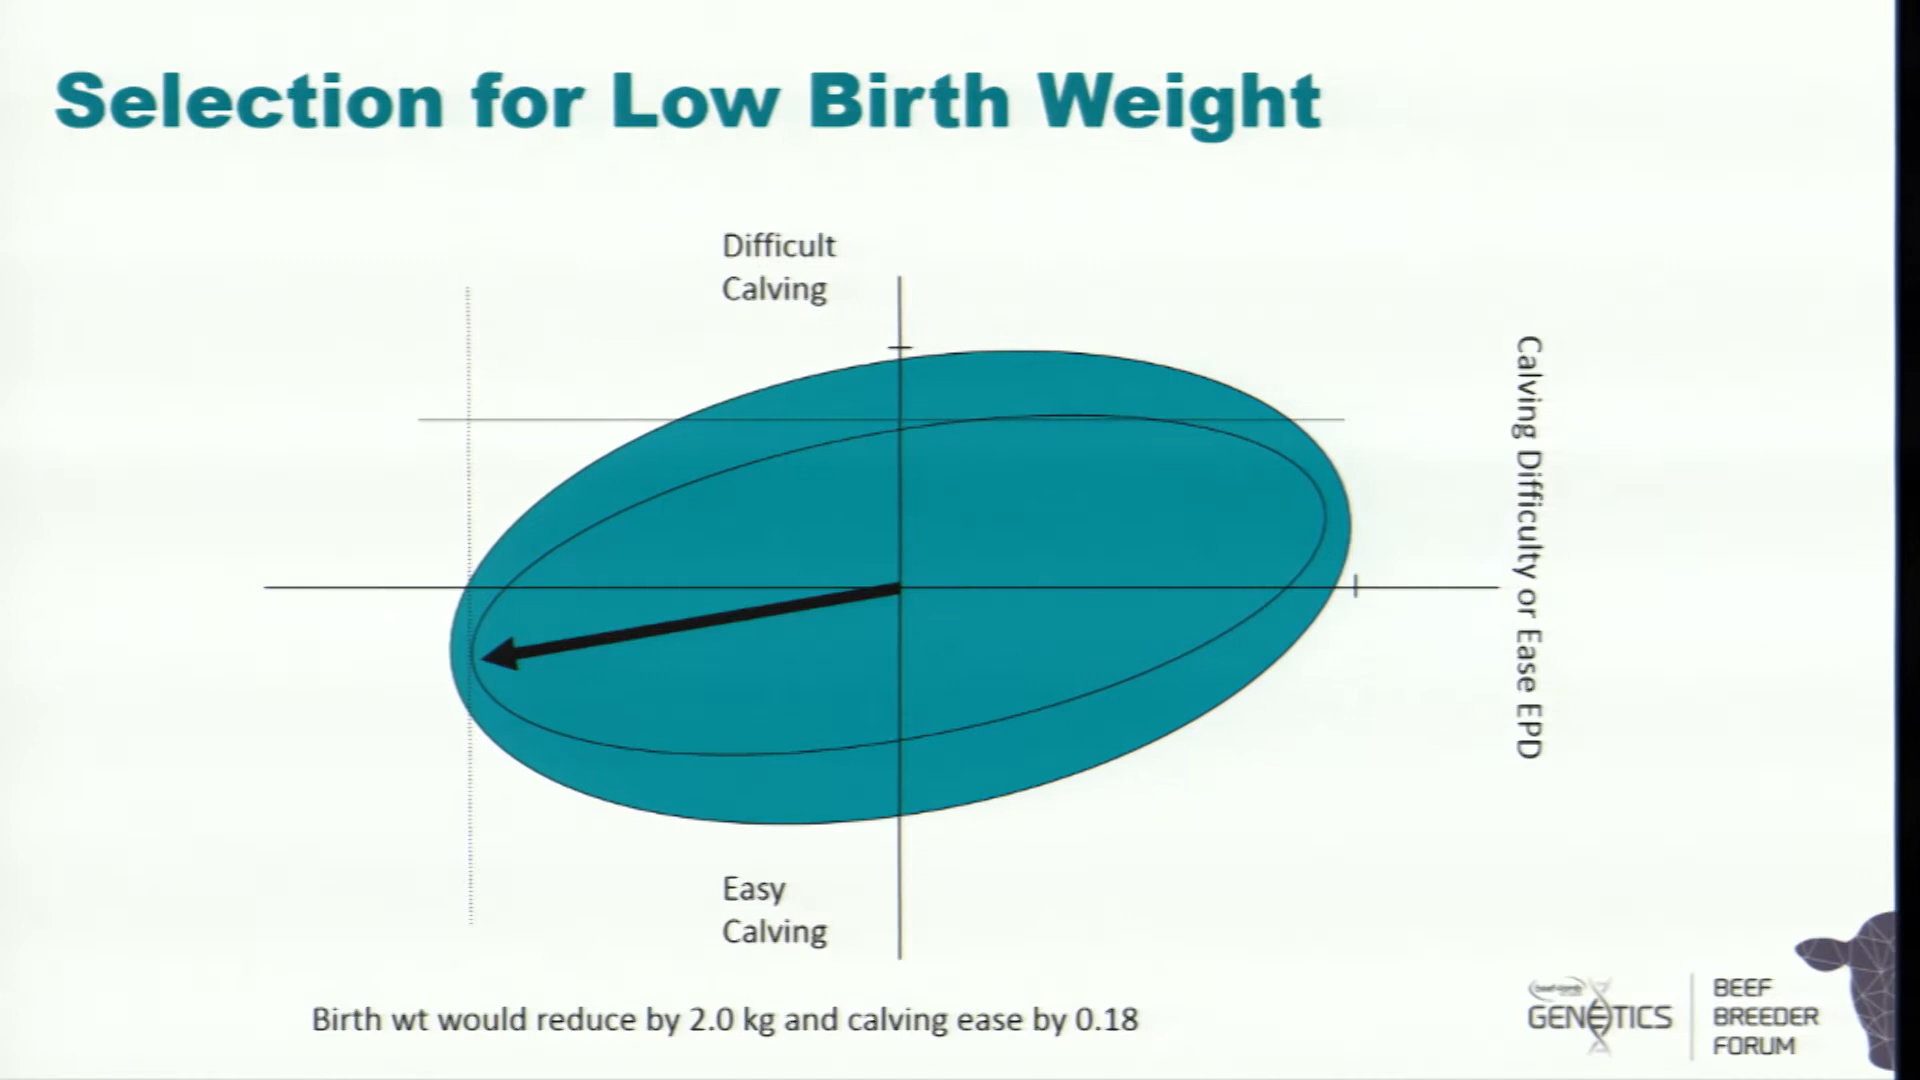 Selection for Low Birth Weight
Difficult
Calving
Calving Difficulty or Ease EPD
Easy
Calving
Birth wt would reduce by 2.0 kg and calving ease by 0.18
GENETICS
BEEF
BREEDER
FORUM